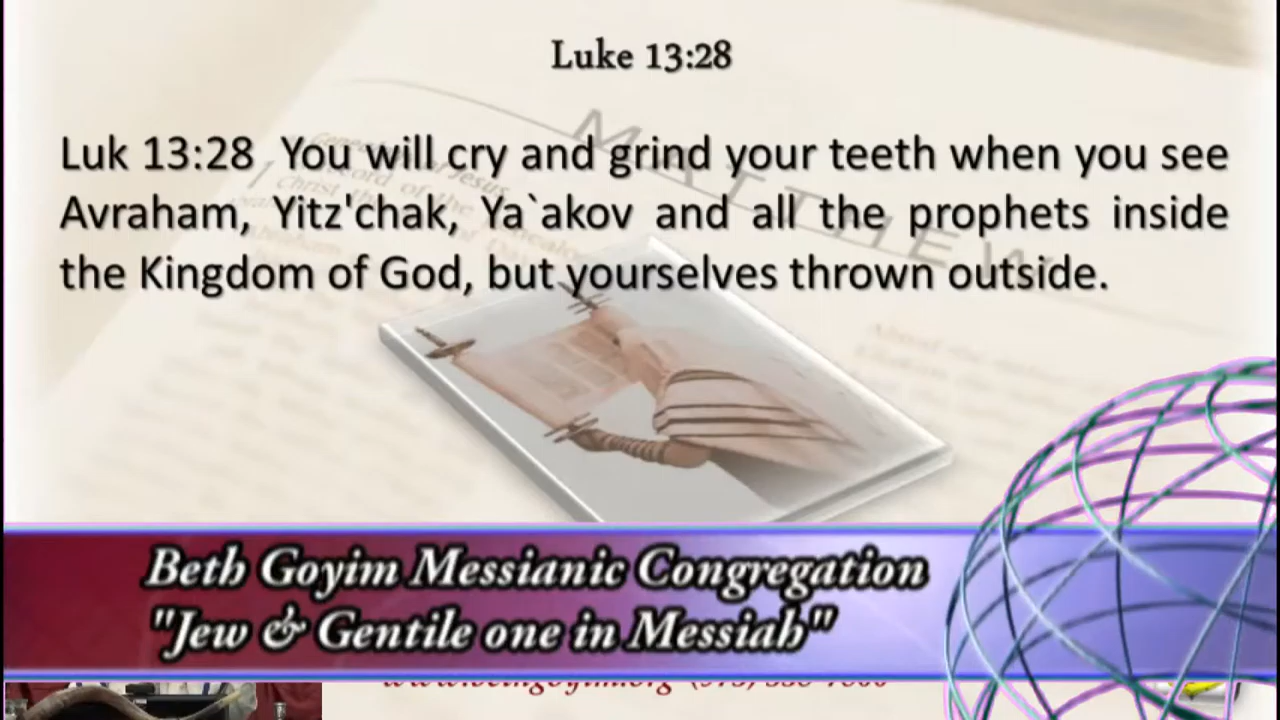 Luke 13:28
Luk 13:28 You will cry and grind your teeth when you see
Avraham, Yitz'chak, Ya`akov and all the prophets inside
the Kingdom of God, but yourselves thrown outside.
MATTHEW
Beth Goyim Messianic Congregation
"Jew & Gentile one in Messiah"